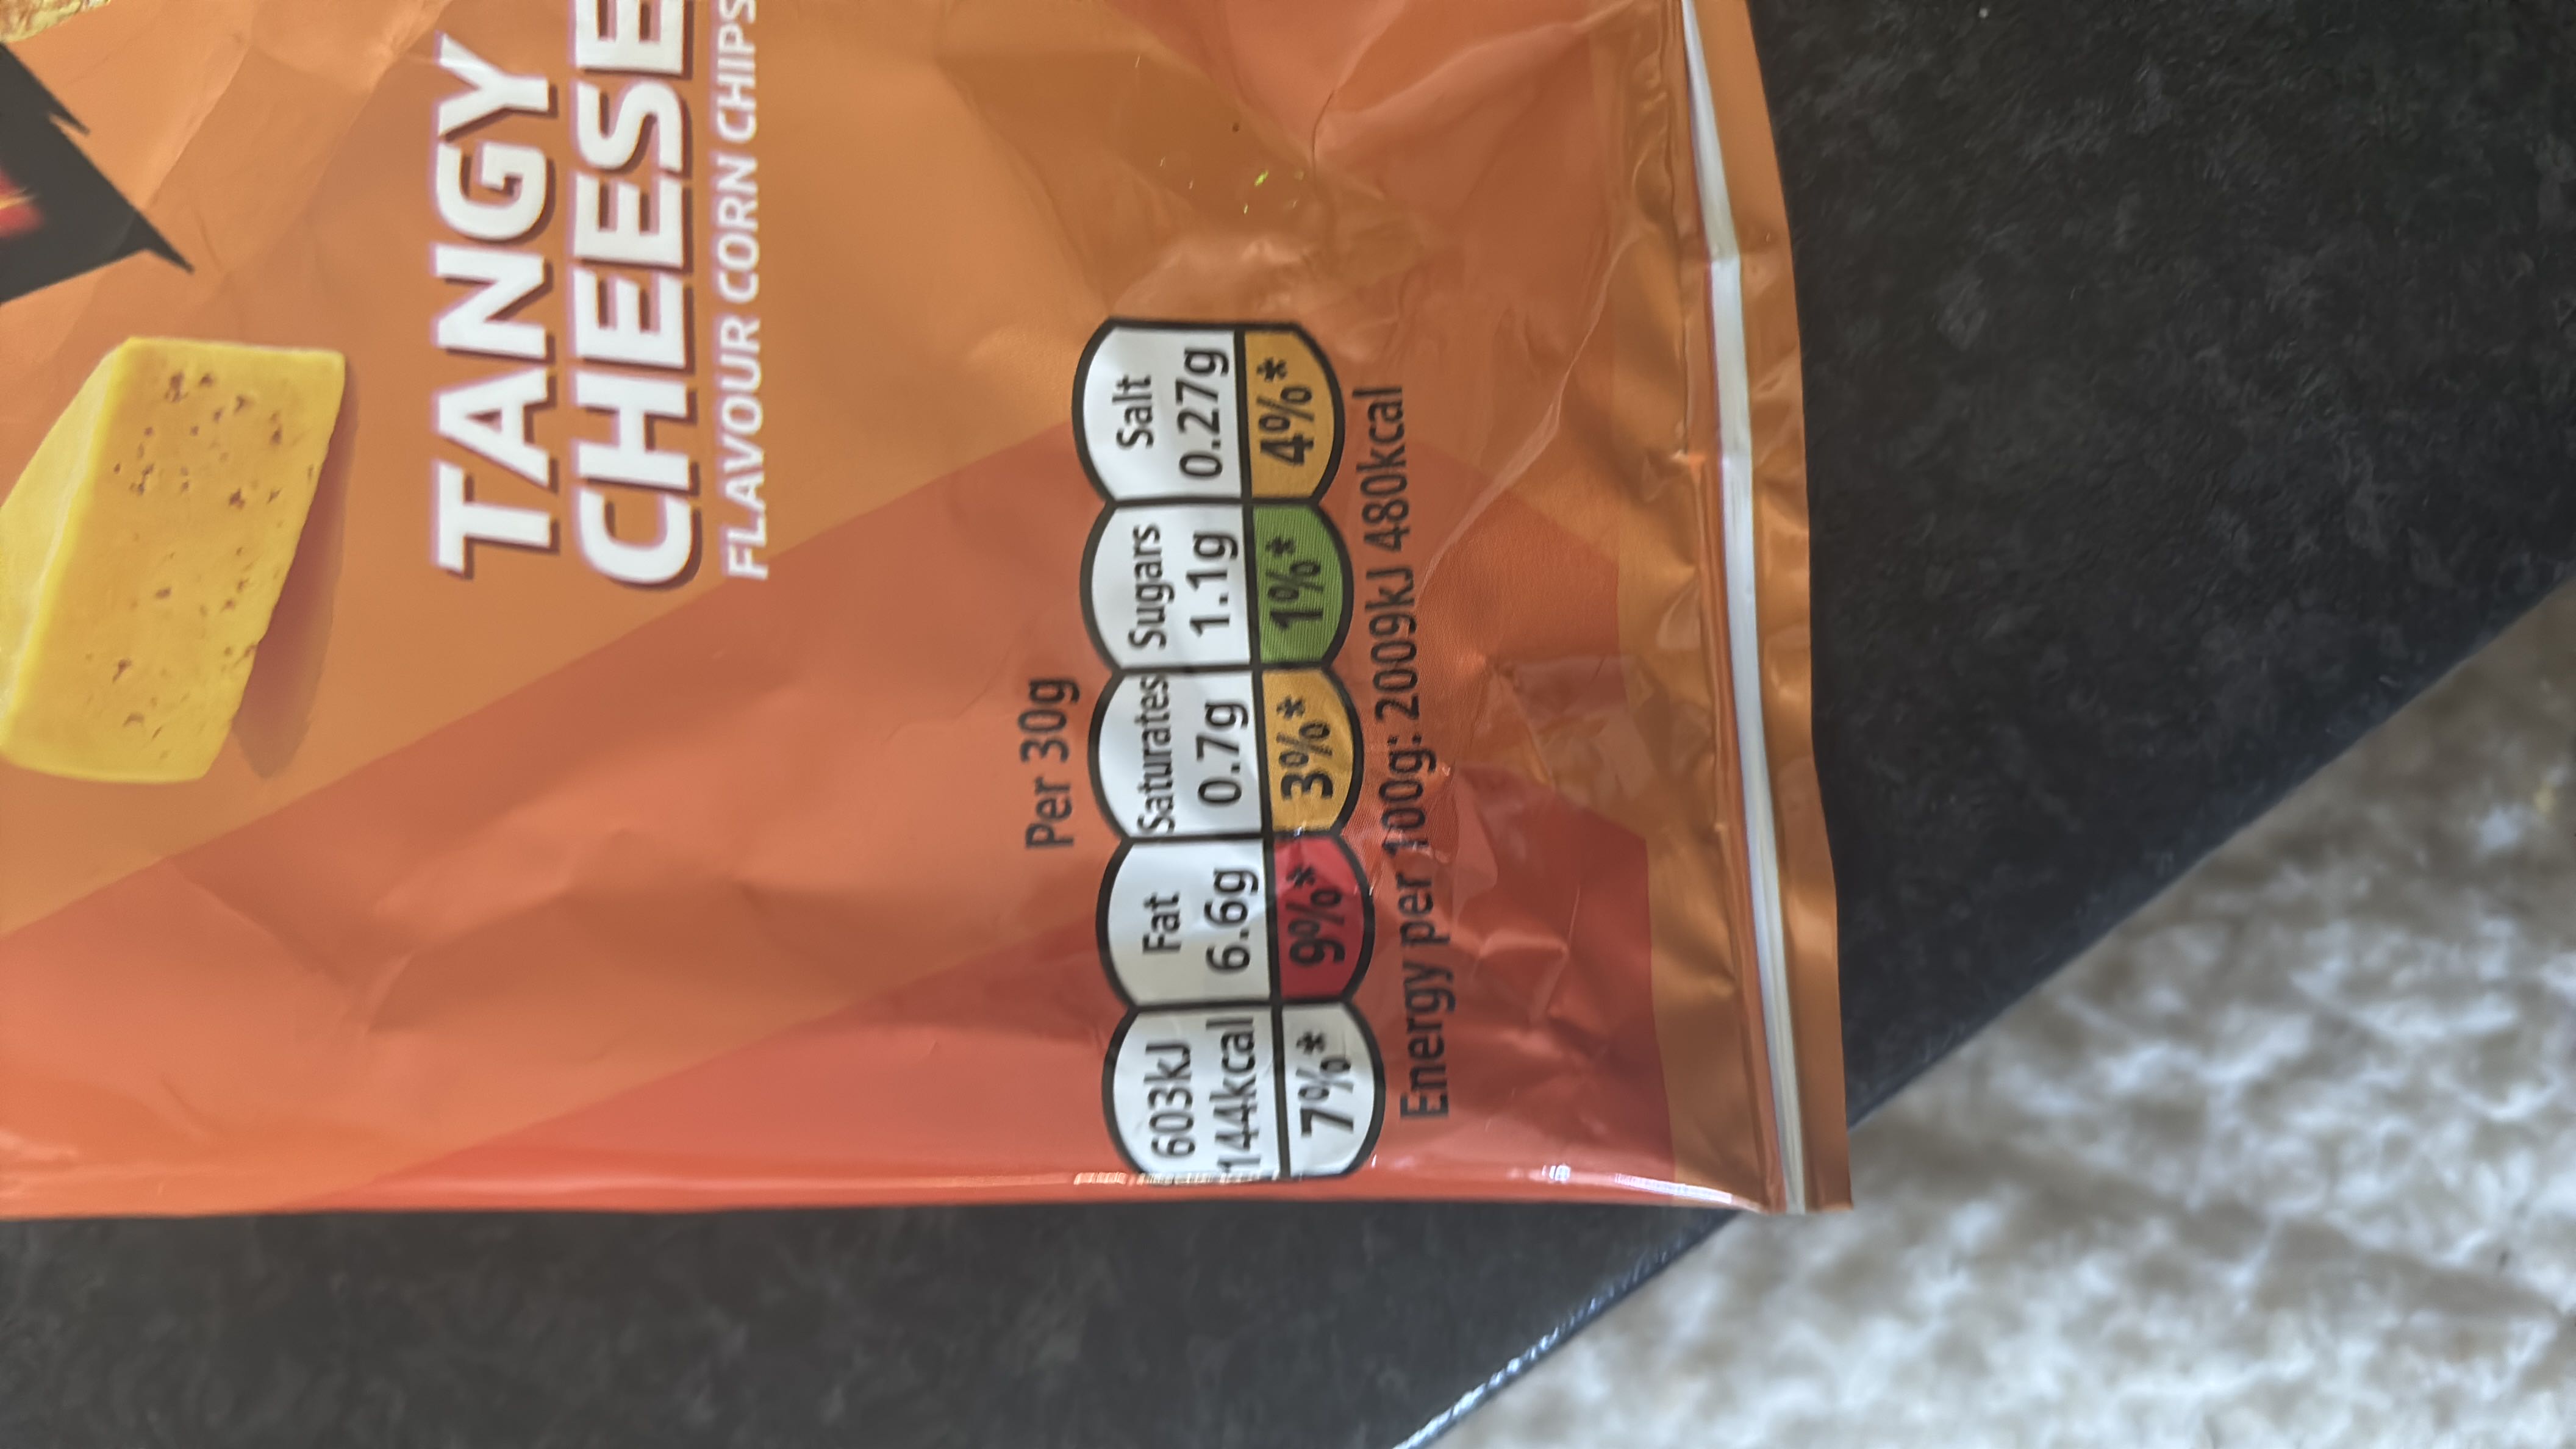 TANGY
CHEESE
FLAVOUR CORN CHIPS
Per 30g
603kJ
144kcal
7%*
Fat
6.6g
9%*
Saturates
0.7g
3%*
Sugars
1.1g
1%*
Salt
0.27g
4%*
Energy per 100g: 2009kJ 480kcal